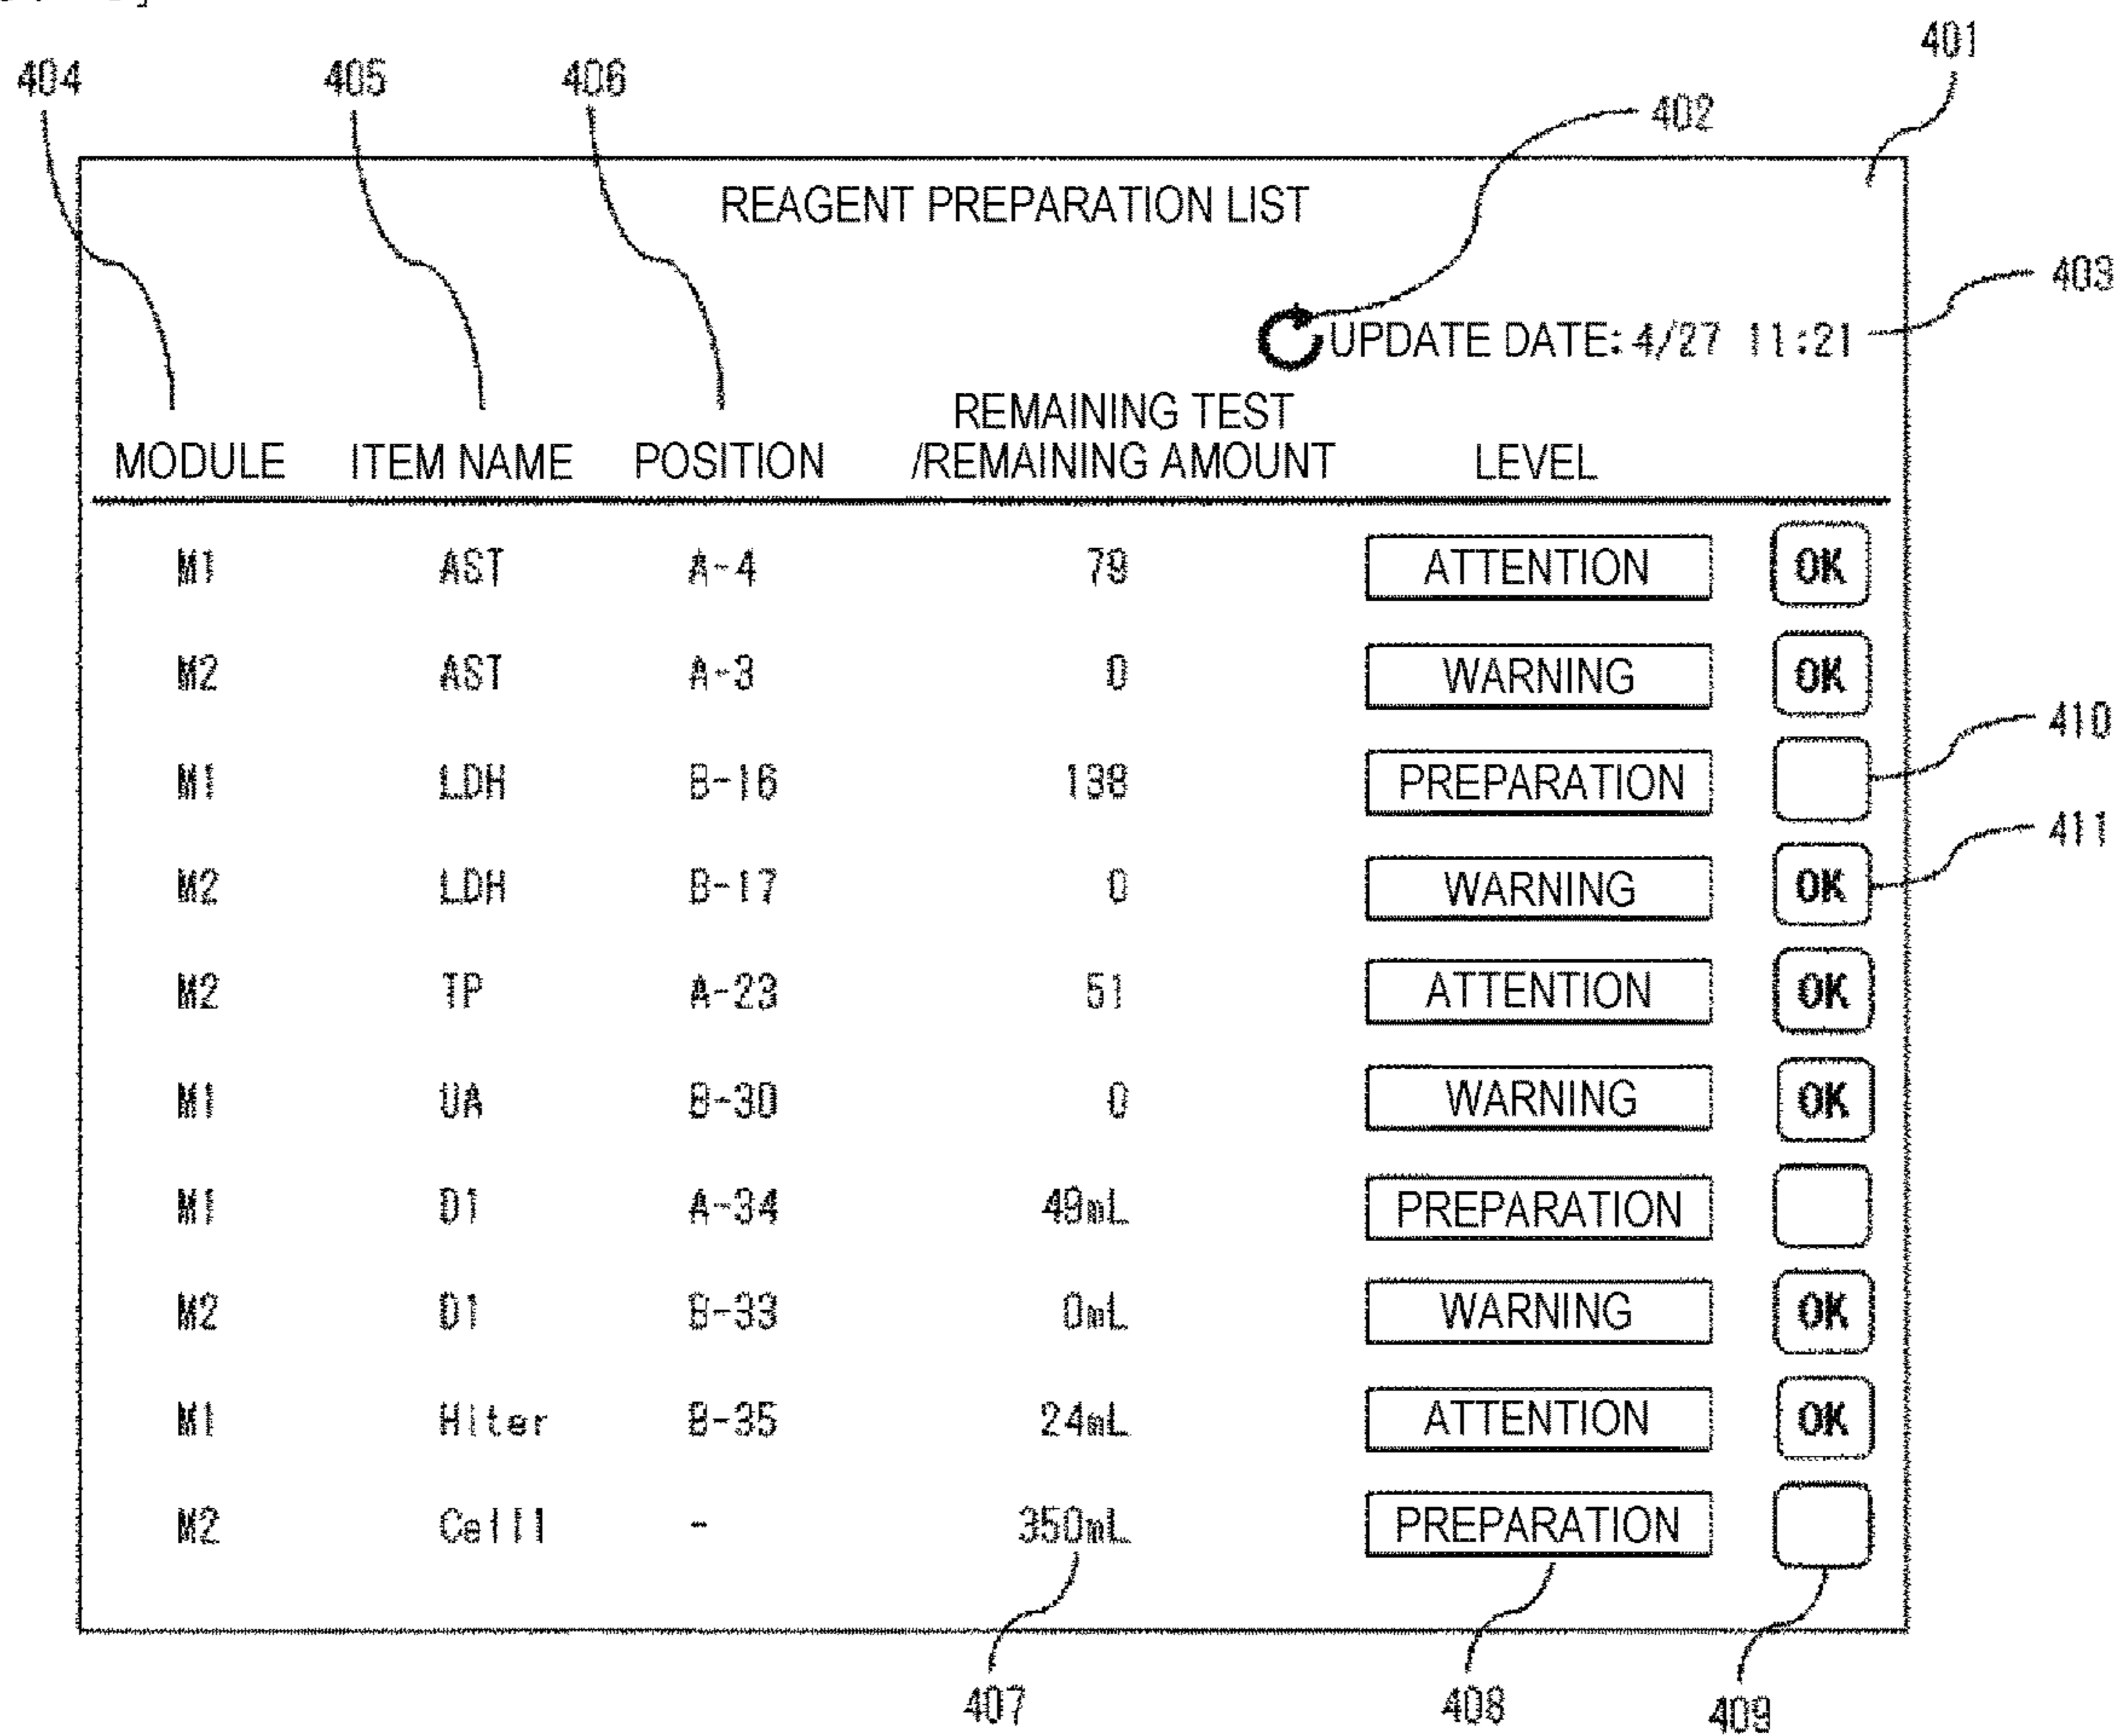 404 405 406 401
402
REAGENT PREPARATION LIST
403
UPDATE DATE: 4/27 11:21
REMAINING TEST
MODULE ITEM NAME POSITION /REMAINING AMOUNT LEVEL
M1 AST A-4 79 ATTENTION OK
M2 AST A-3 0 WARNING OK
410
M1 LDH B-16 138 PREPARATION
411
M2 LDH B-17 0 WARNING OK
M2 TP A-23 51 ATTENTION OK
M1 UA B-30 0 WARNING OK
M1 D1 A-34 49mL PREPARATION
M2 D1 B-33 0mL WARNING OK
M1 Hiter B-35 24mL ATTENTION OK
M2 Cell1 - 350mL PREPARATION
407 408 409